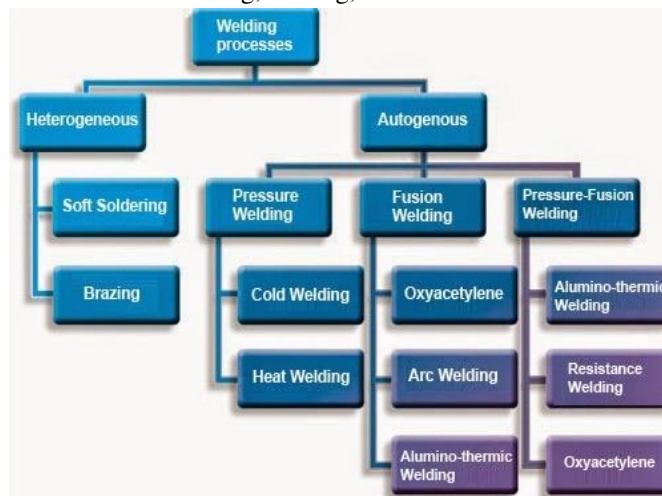 Welding
processes
Heterogeneous
Autogenous
Soft Soldering
Brazing
Pressure
Welding
Fusion
Welding
Pressure-Fusion
Welding
Cold Welding
Heat Welding
Oxyacetylene
Arc Welding
Alumino-thermic
Welding
Alumino-thermic
Welding
Resistance
Welding
Oxyacetylene